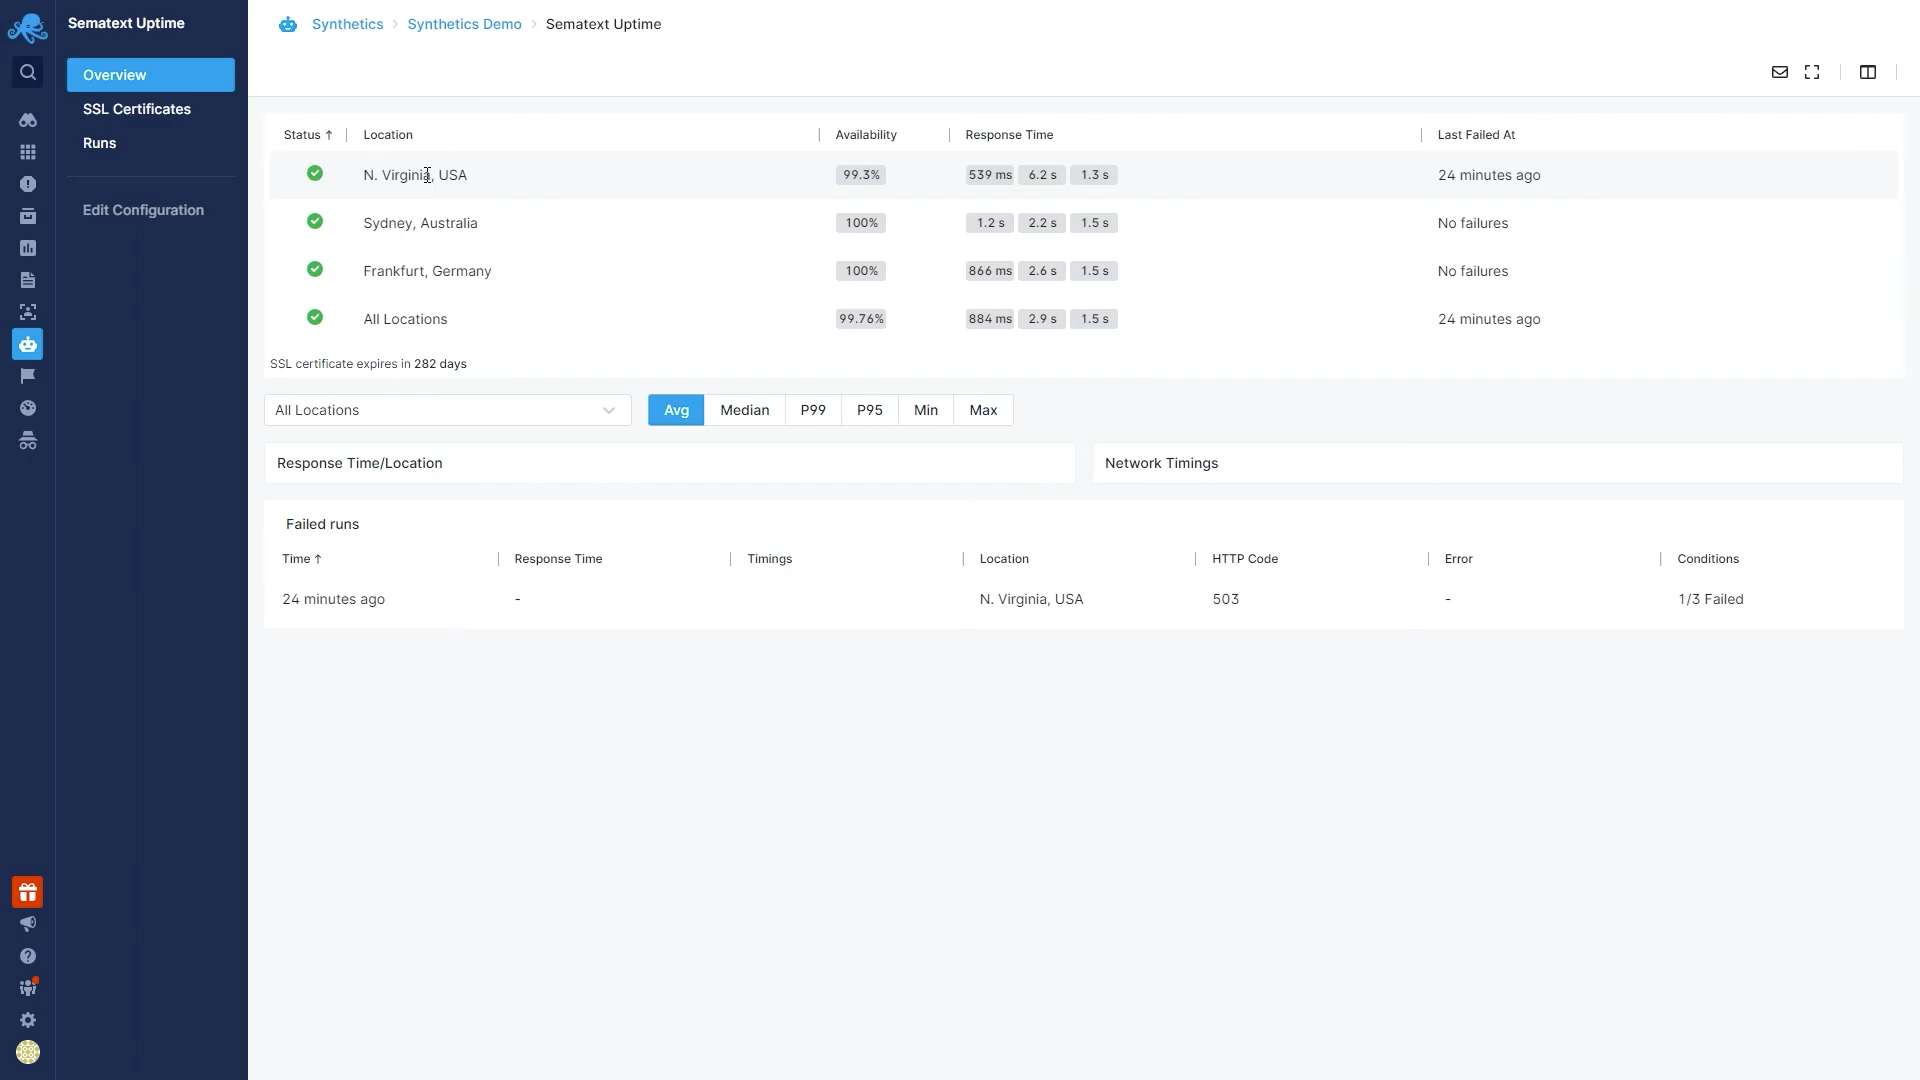 Sematext Uptime
Overview
SSL Certificates
Runs
Edit Configuration
Synthetics > Synthetics Demo > Sematext Uptime
Status ↑ Location Availability Response Time Last Failed At
N. Virginia, USA 99.3% 539 ms 6.2 s 1.3 s 24 minutes ago
Sydney, Australia 100% 1.2 s 2.2 s 1.5 s No failures
Frankfurt, Germany 100% 866 ms 2.6 s 1.5 s No failures
All Locations 99.76% 884 ms 2.9 s 1.5 s 24 minutes ago
SSL certificate expires in 282 days
All Locations Avg Median P99 P95 Min Max
Response Time/Location Network Timings
Failed runs
Time ↑ Response Time Timings Location HTTP Code Error Conditions
24 minutes ago - N. Virginia, USA 503 - 1/3 Failed